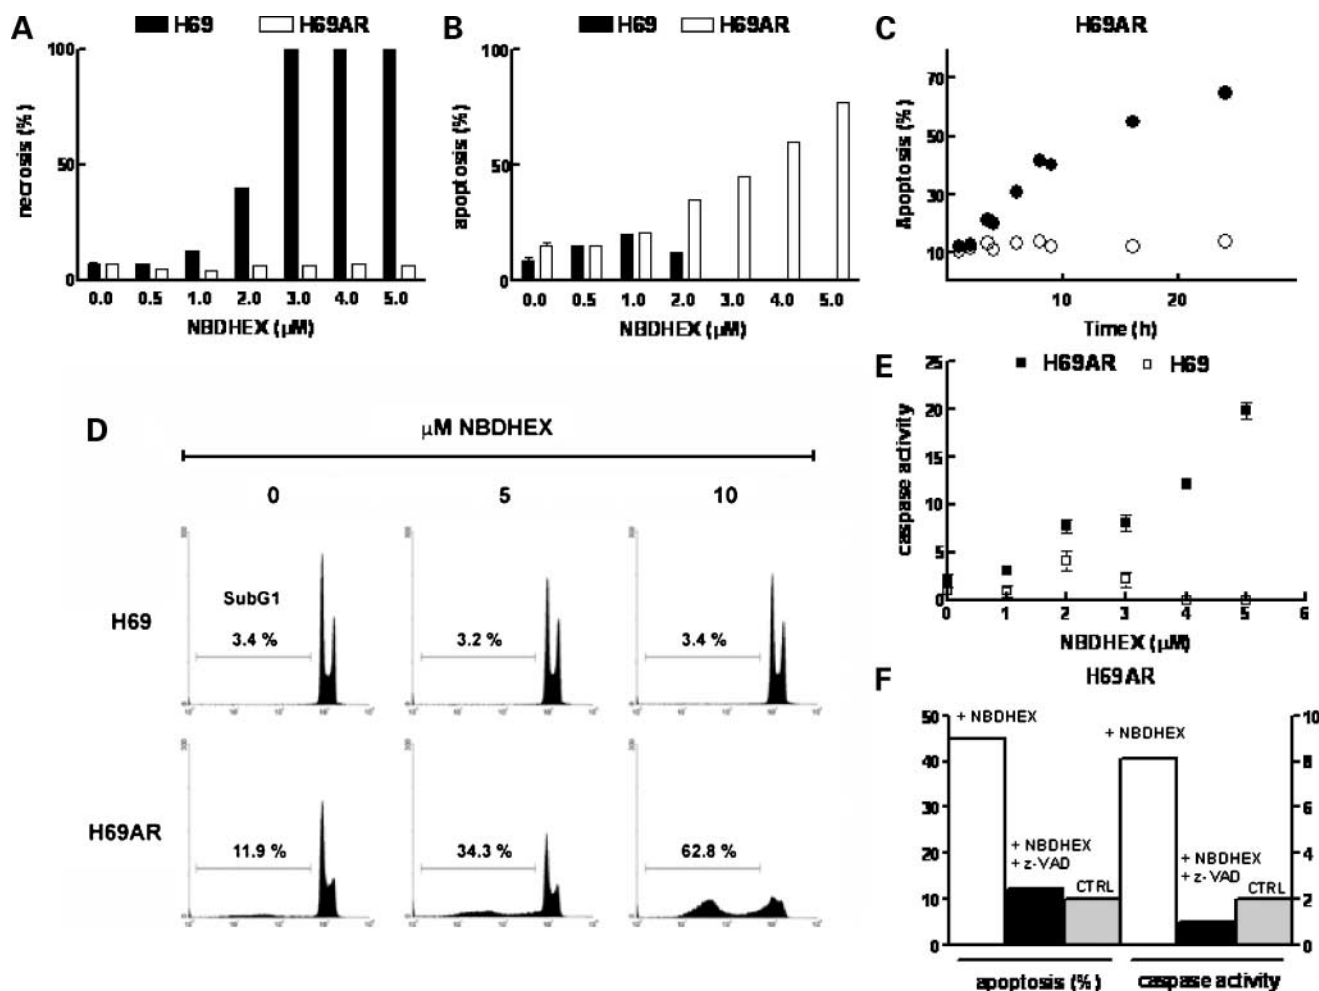 A
H69
H69AR
100
50
0
necrosis (%)
0.0 0.5 1.0 2.0 3.0 4.0 5.0
NBDHEX (µM)
B
H69
H69AR
100
50
0
apoptosis (%)
0.0 0.5 1.0 2.0 3.0 4.0 5.0
NBDHEX (µM)
C
H69AR
70
50
30
10
Apoptosis (%)
10 20
Time (h)
D
µM NBDHEX
0 5 10
H69
SubG1
3.4 %
3.2 %
3.4 %
H69AR
11.9 %
34.3 %
62.8 %
E
H69AR
H69
25
20
15
10
5
0
caspase activity
0 1 2 3 4 5 6
NBDHEX (µM)
F
H69AR
50
40
30
20
10
0
+ NBDHEX
+ NBDHEX
+ z-VAD
CTRL
+ NBDHEX
+ NBDHEX
+ z-VAD
CTRL
10
8
6
4
2
0
apoptosis (%)
caspase activity